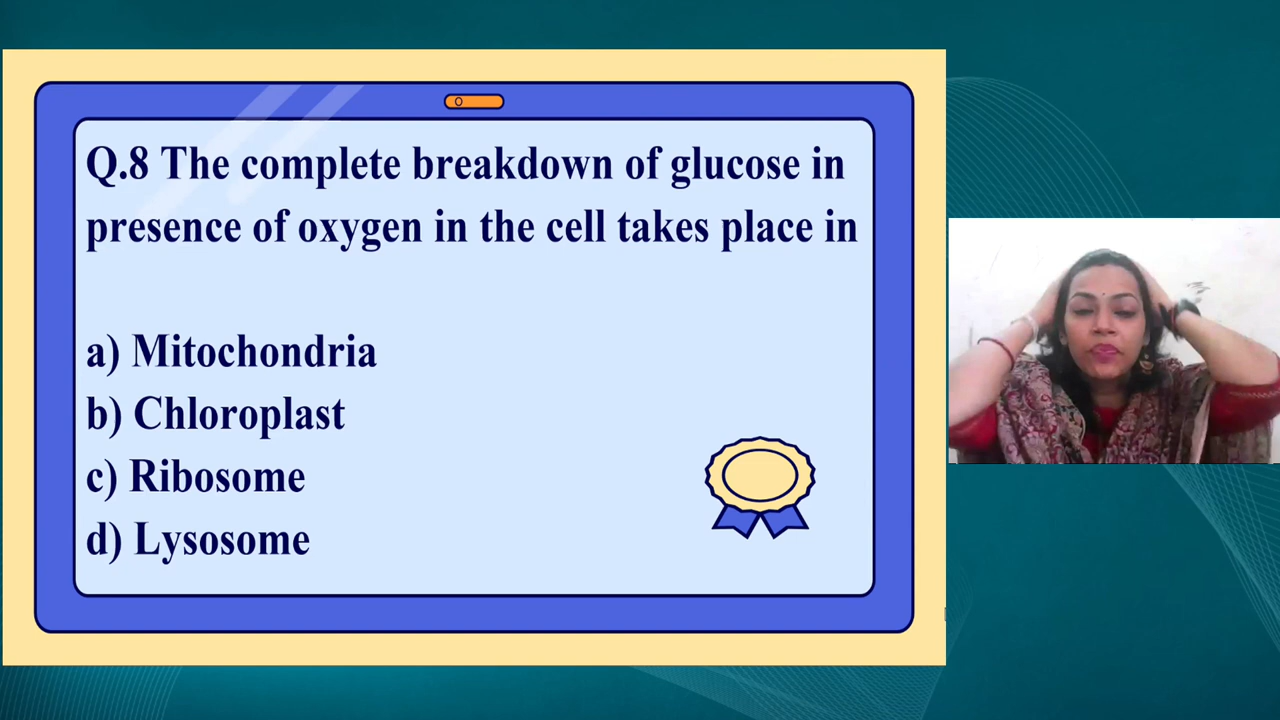 Q.8 The complete breakdown of glucose in
presence of oxygen in the cell takes place in
a) Mitochondria
b) Chloroplast
c) Ribosome
d) Lysosome